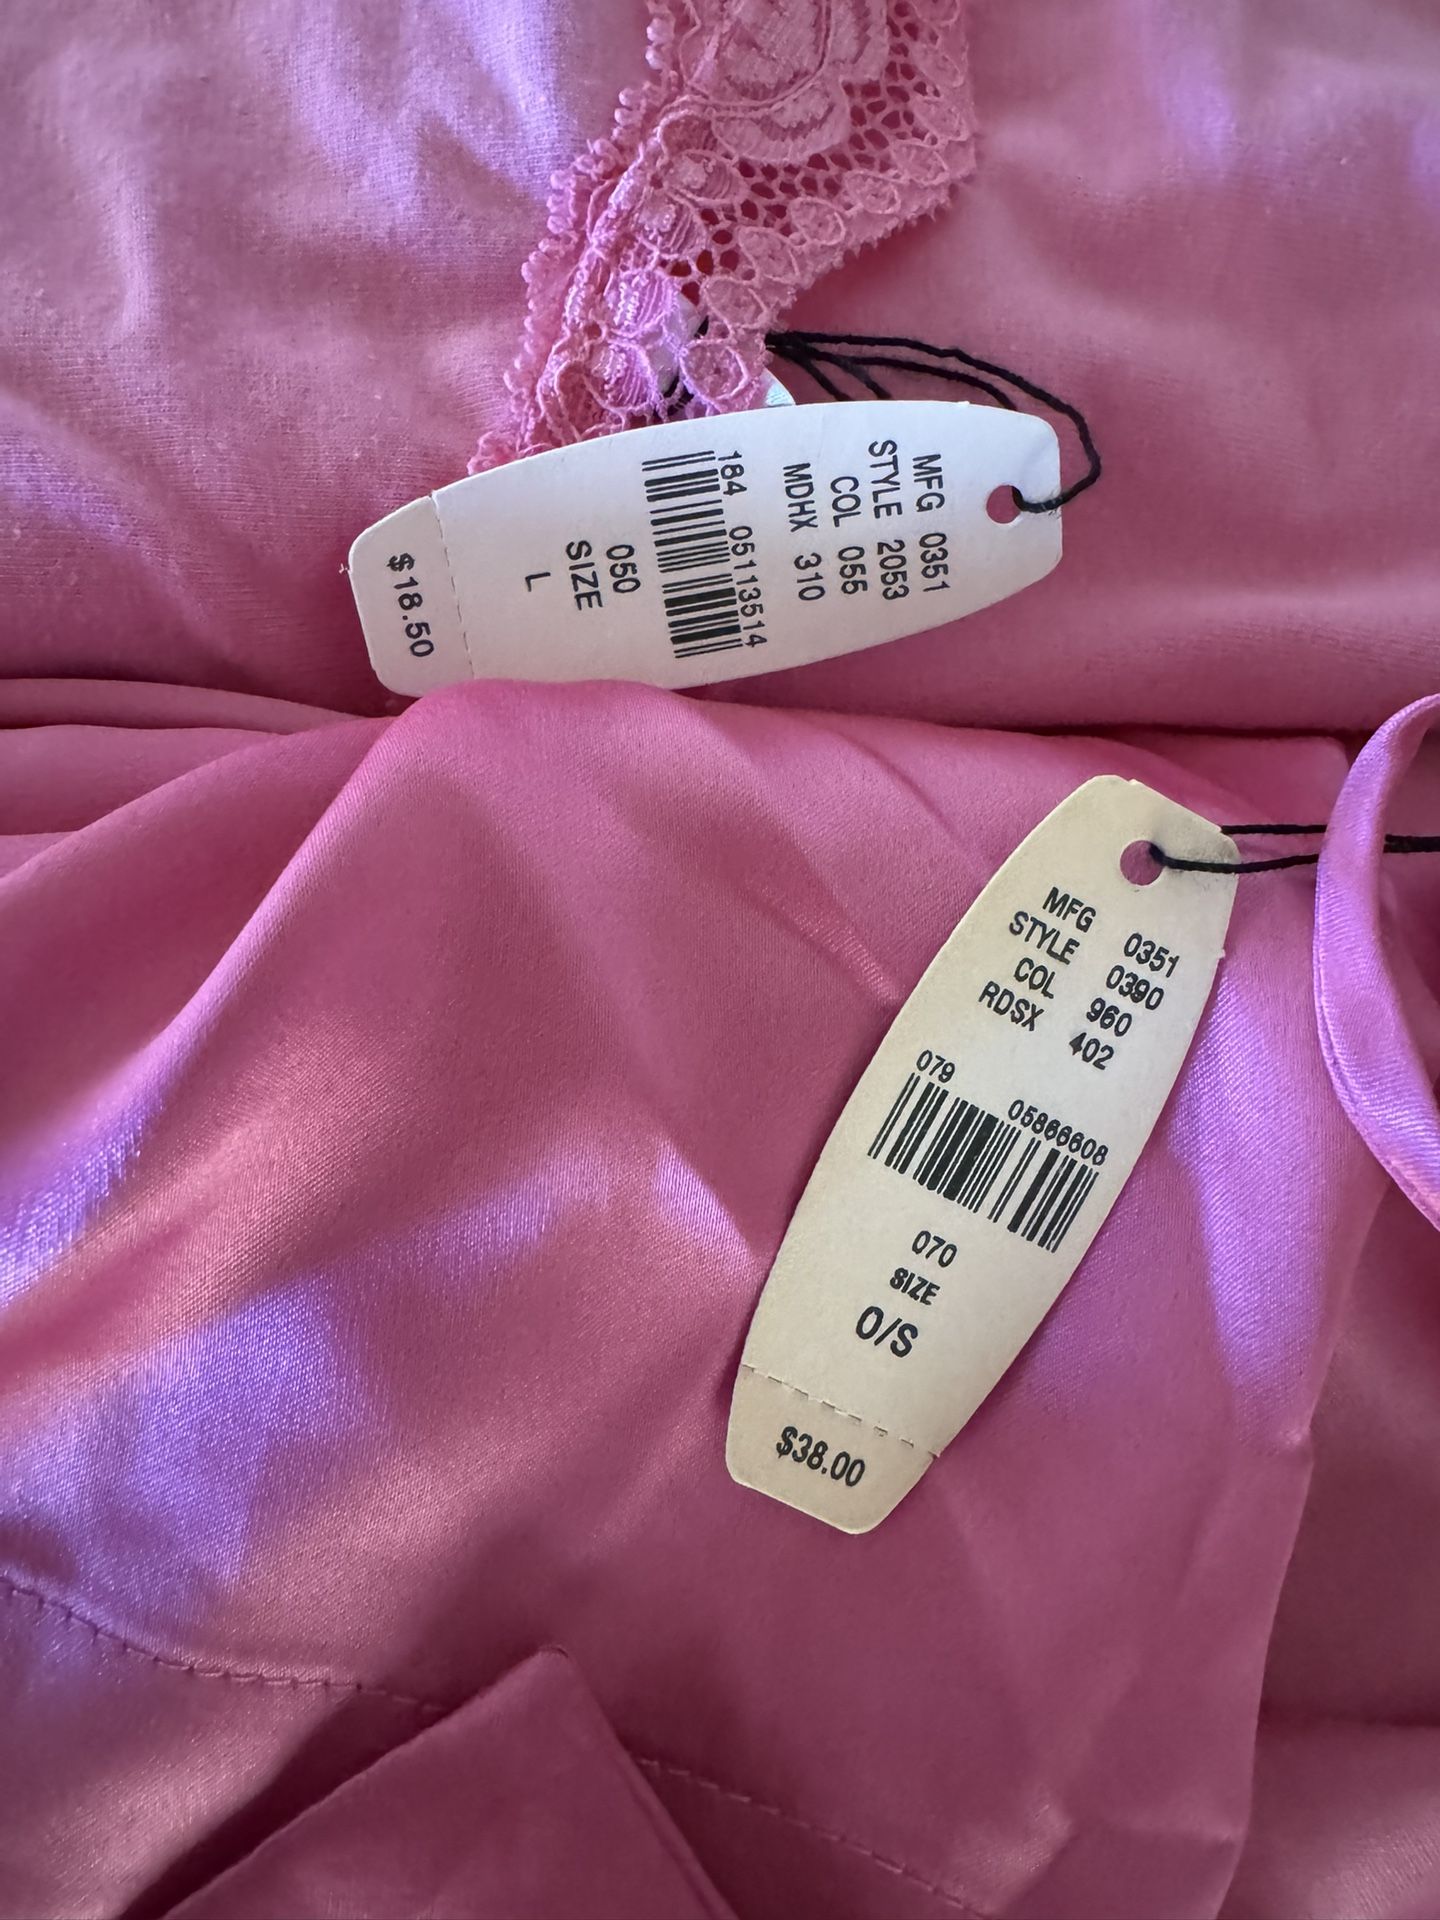 MFG 0351
STYLE 2053
COL 055
MDHX 310
184 05113514
050
SIZE
L
$18.50
MFG 0351
STYLE 0390
COL 960
RDSX 402
079 05866608
070
SIZE
O/S
$38.00